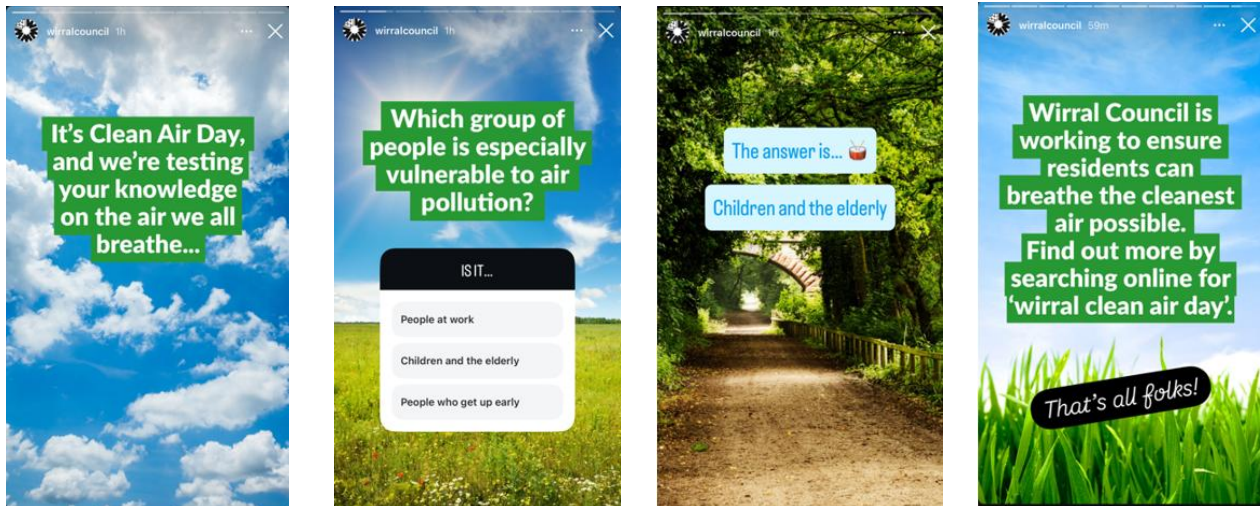 wirralcouncil 1h
It's Clean Air Day,
and we're testing
your knowledge
on the air we all
breathe...
wirralcouncil 1h
Which group of
people is especially
vulnerable to air
pollution?
IS IT...
People at work
Children and the elderly
People who get up early
wirralcouncil 1h
The answer is... 🥁
Children and the elderly
wirralcouncil 59m
Wirral Council is
working to ensure
residents can
breathe the cleanest
air possible.
Find out more by
searching online for
'wirral clean air day'.
That's all folks!